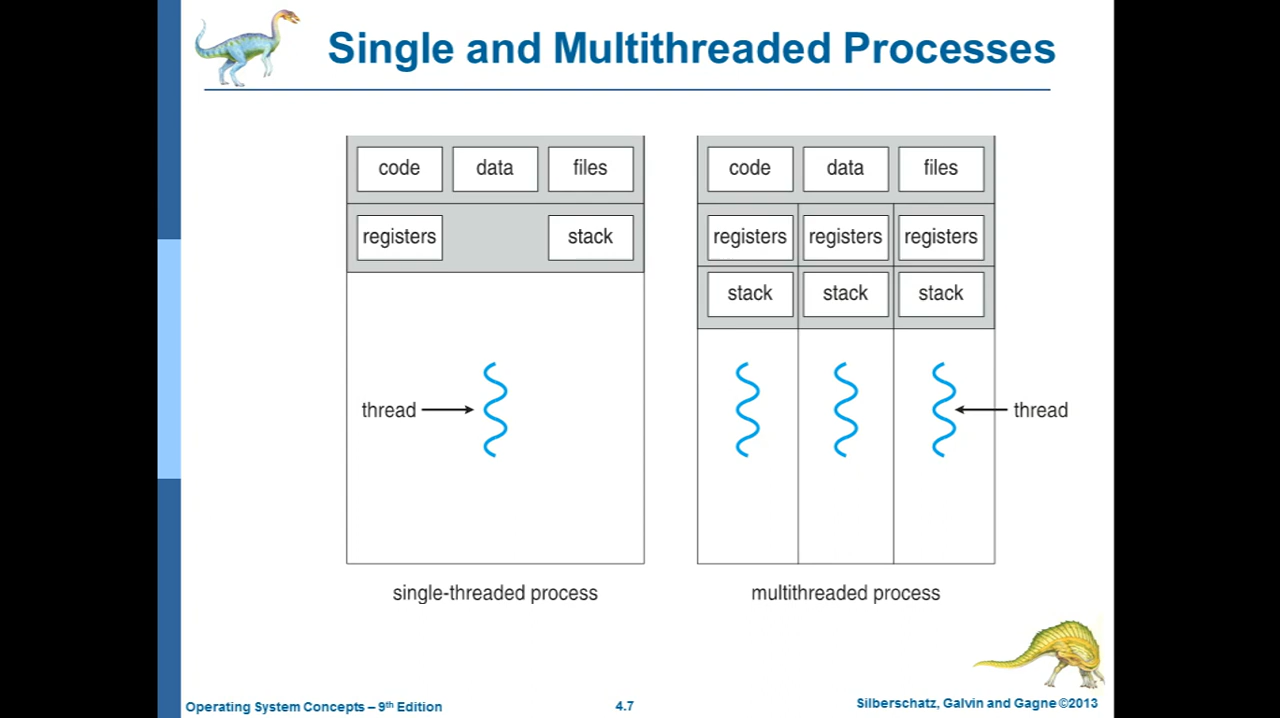 Single and Multithreaded Processes
code data files
registers stack
thread
single-threaded process
code data files
registers registers registers
stack stack stack
thread
multithreaded process
Operating System Concepts – 9th Edition
4.7
Silberschatz, Galvin and Gagne ©2013